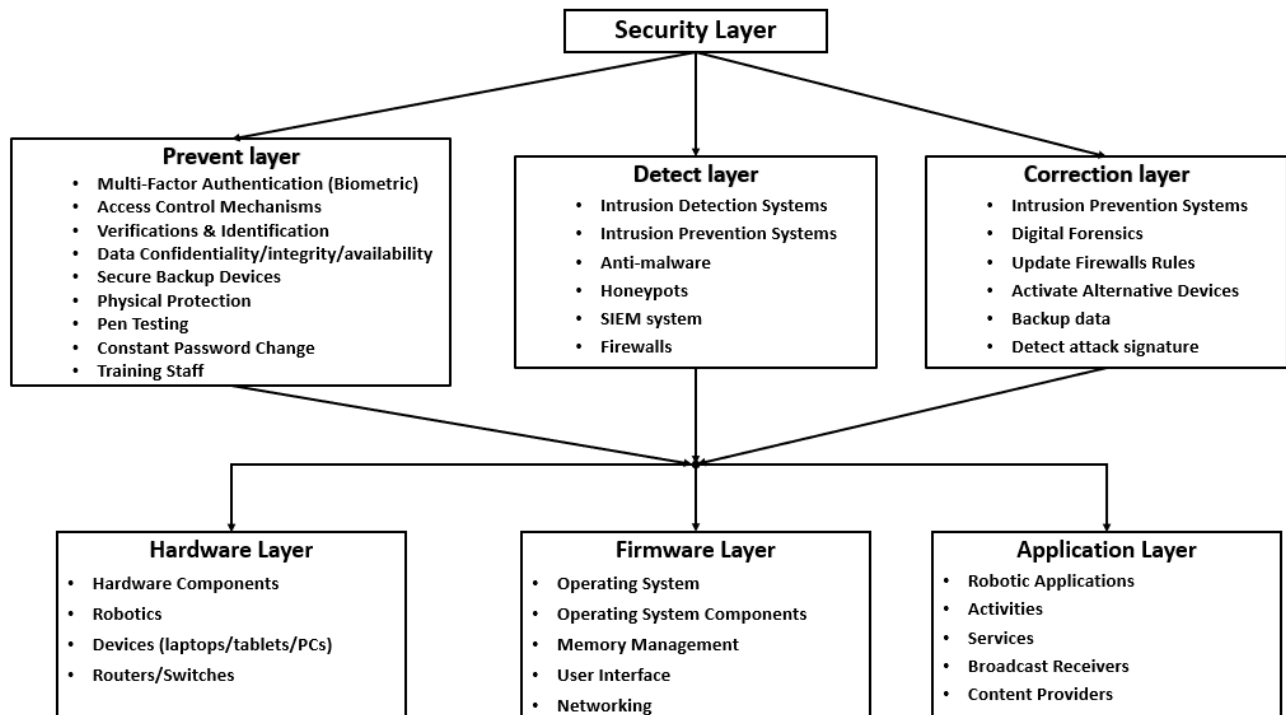 Security Layer
Prevent layer
• Multi-Factor Authentication (Biometric)
• Access Control Mechanisms
• Verifications & Identification
• Data Confidentiality/integrity/availability
• Secure Backup Devices
• Physical Protection
• Pen Testing
• Constant Password Change
• Training Staff
Detect layer
• Intrusion Detection Systems
• Intrusion Prevention Systems
• Anti-malware
• Honeypots
• SIEM system
• Firewalls
Correction layer
• Intrusion Prevention Systems
• Digital Forensics
• Update Firewalls Rules
• Activate Alternative Devices
• Backup data
• Detect attack signature
Hardware Layer
• Hardware Components
• Robotics
• Devices (laptops/tablets/PCs)
• Routers/Switches
Firmware Layer
• Operating System
• Operating System Components
• Memory Management
• User Interface
• Networking
Application Layer
• Robotic Applications
• Activities
• Services
• Broadcast Receivers
• Content Providers